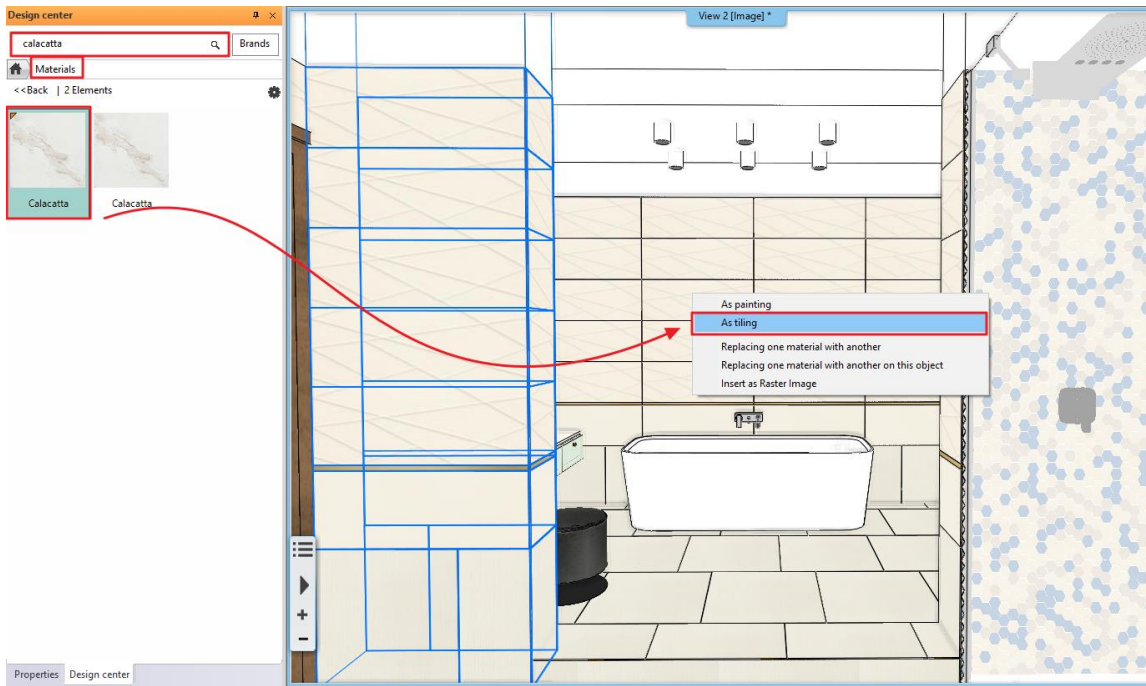 Design center
calacatta
Brands
Materials
<<Back | 2 Elements
Calacatta
Calacatta
Properties
Design center
View 2 [Image] *
As painting
As tiling
Replacing one material with another
Replacing one material with another on this object
Insert as Raster Image